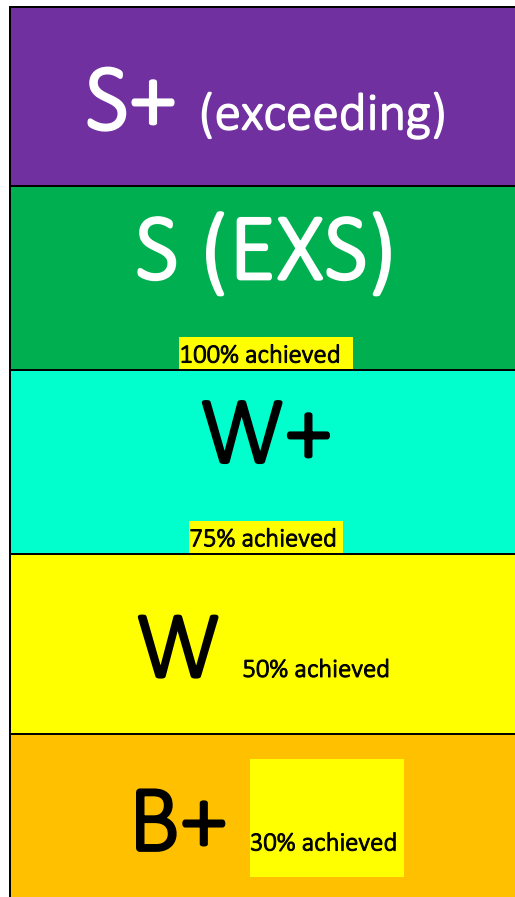 S+ (exceeding)
S (EXS)
100% achieved
W+
75% achieved
W 50% achieved
B+ 30% achieved